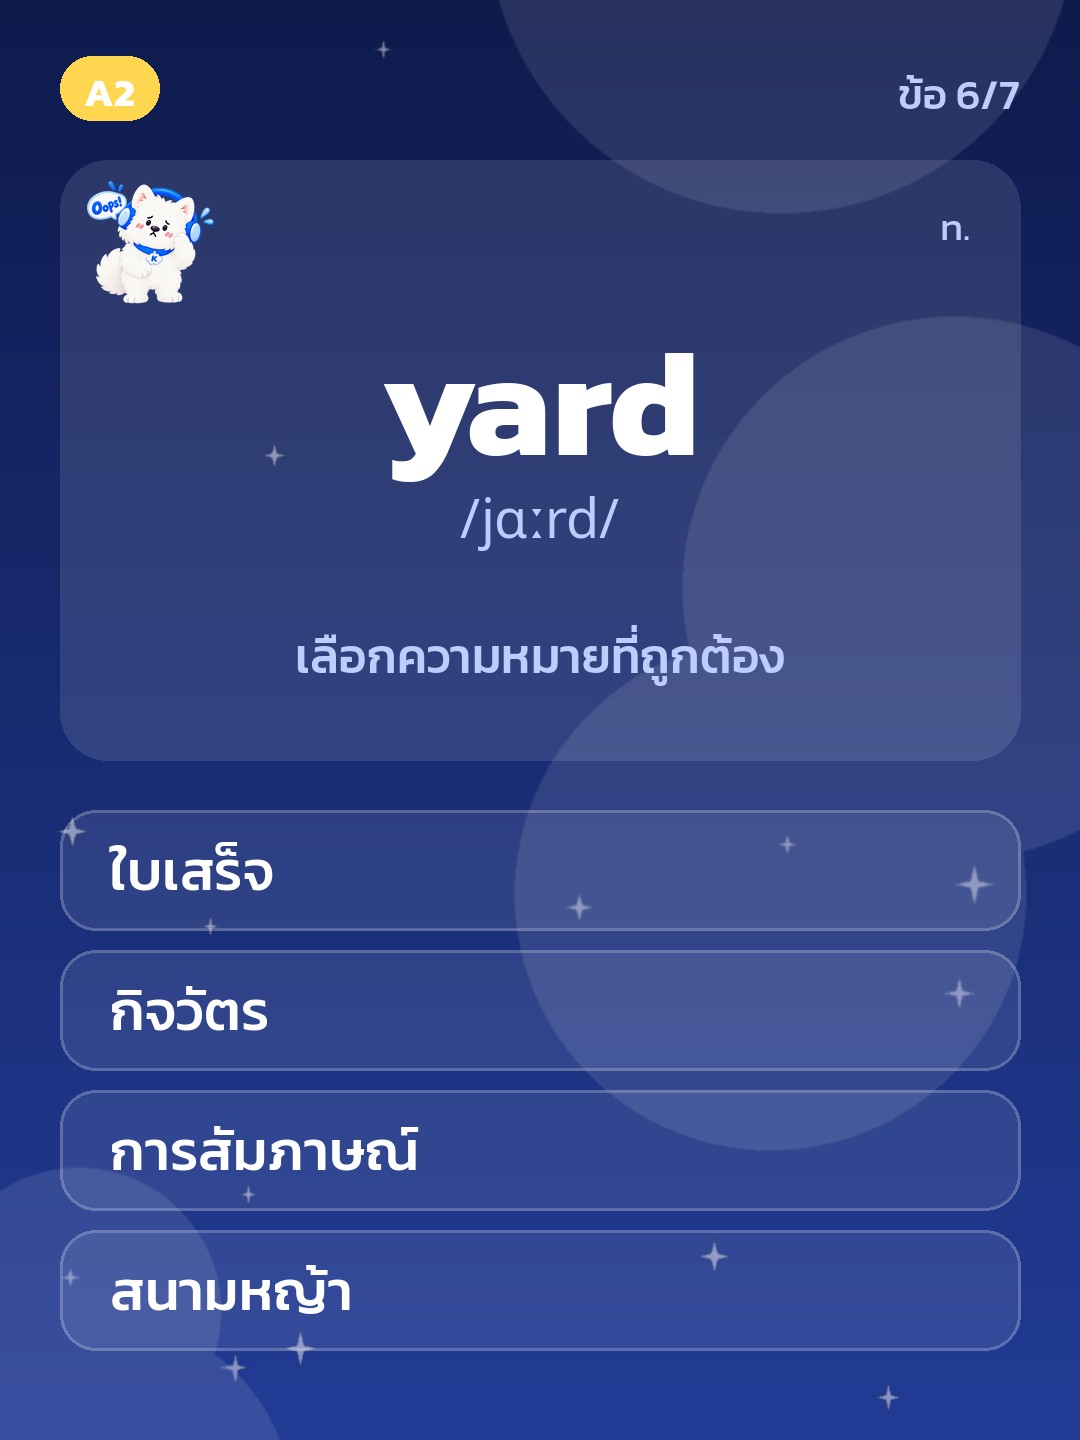 A2
ข้อ 6/7
Oops!
K
n.
yard
/jɑːrd/
เลือกความหมายที่ถูกต้อง
ใบเสร็จ
กิจวัตร
การสัมภาษณ์
สนามหญ้า